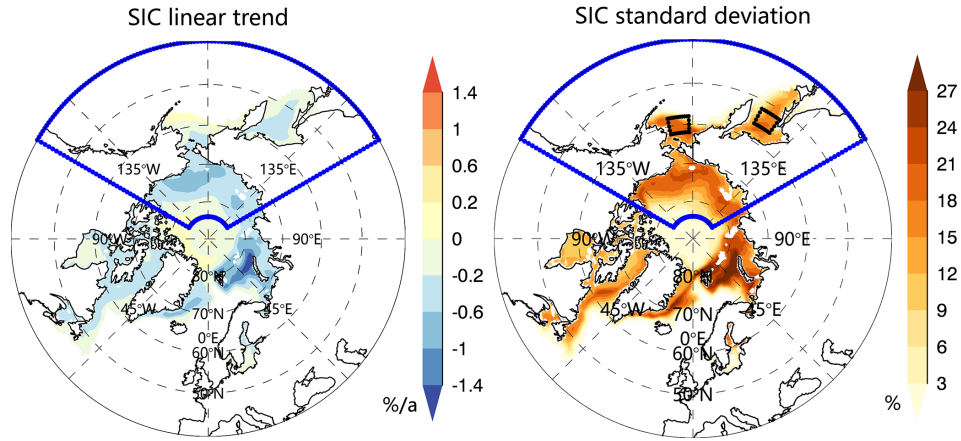 SIC linear trend
135°W
135°E
90°W
90°E
80°N
45°W
70°N
45°E
0°E
60°N
50°N
1.4
1
0.6
0.2
0
-0.2
-0.6
-1
-1.4
%/a
SIC standard deviation
135°W
135°E
90°W
90°E
80°N
45°W
70°N
45°E
0°E
60°N
50°N
27
24
21
18
15
12
9
6
3
%